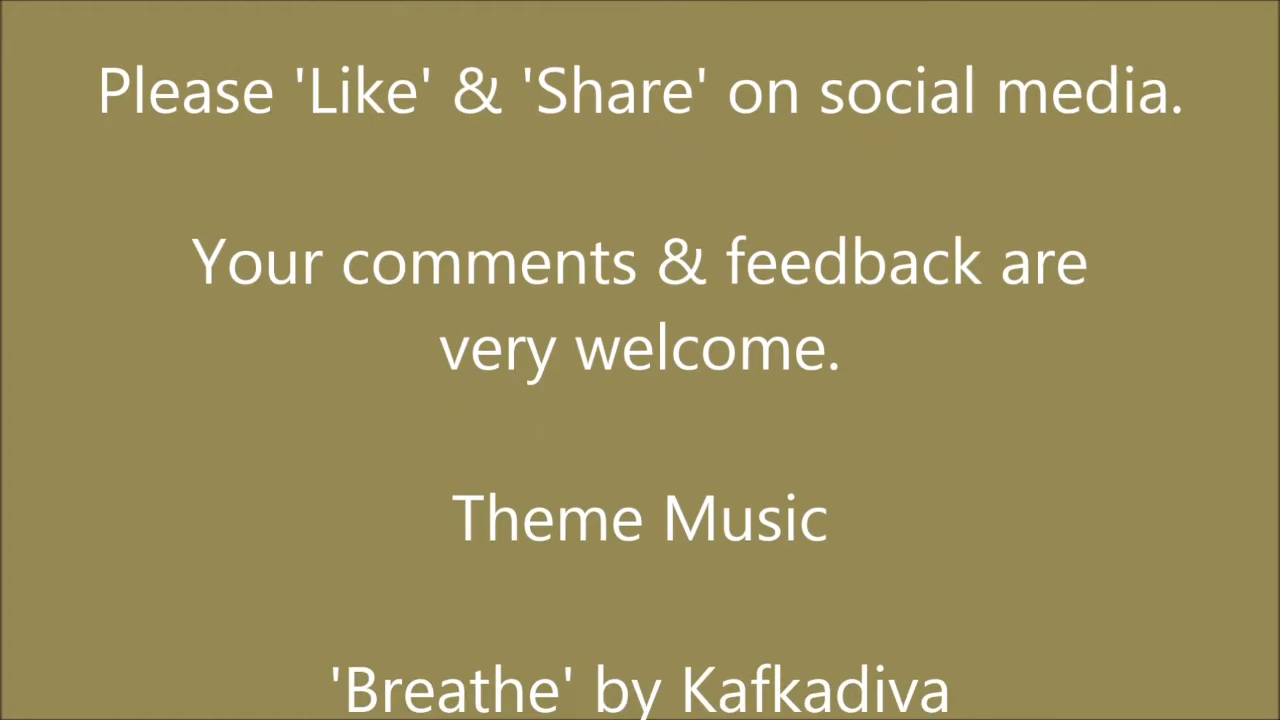 Please 'Like' & 'Share' on social media.
Your comments & feedback are
very welcome.
Theme Music
'Breathe' by Kafkadiva